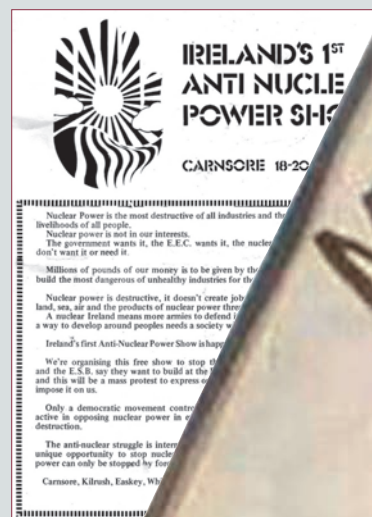 IRELAND'S 1ST
ANTI NUCLE
POWER SHO
CARNSORE 18-20
Nuclear Power is the most destructive of all industries and the
livelihoods of all people.
Nuclear power is not in our interests.
The government wants it, the E.E.C. wants it, the nuclear
don't want it or need it.
Millions of pounds of our money is to be given by the
build the most dangerous of unhealthy industries for the
Nuclear power is destructive, it doesn't create job
land, sea, air and the products of nuclear power thre
A nuclear Ireland means more armies to defend i
a way to develop around peoples needs a society w
Ireland's first Anti-Nuclear Power Show is happ
We're organising this free show to stop th
and the E.S.B. say they want to build at the
and this will be a mass protest to express o
impose it on us.
Only a democratic movement contro
active in opposing nuclear power in e
destruction.
The anti-nuclear struggle is intern
unique opportunity to stop nucle
power can only be stopped by for
Carnsore, Kilrush, Easkey, Wh